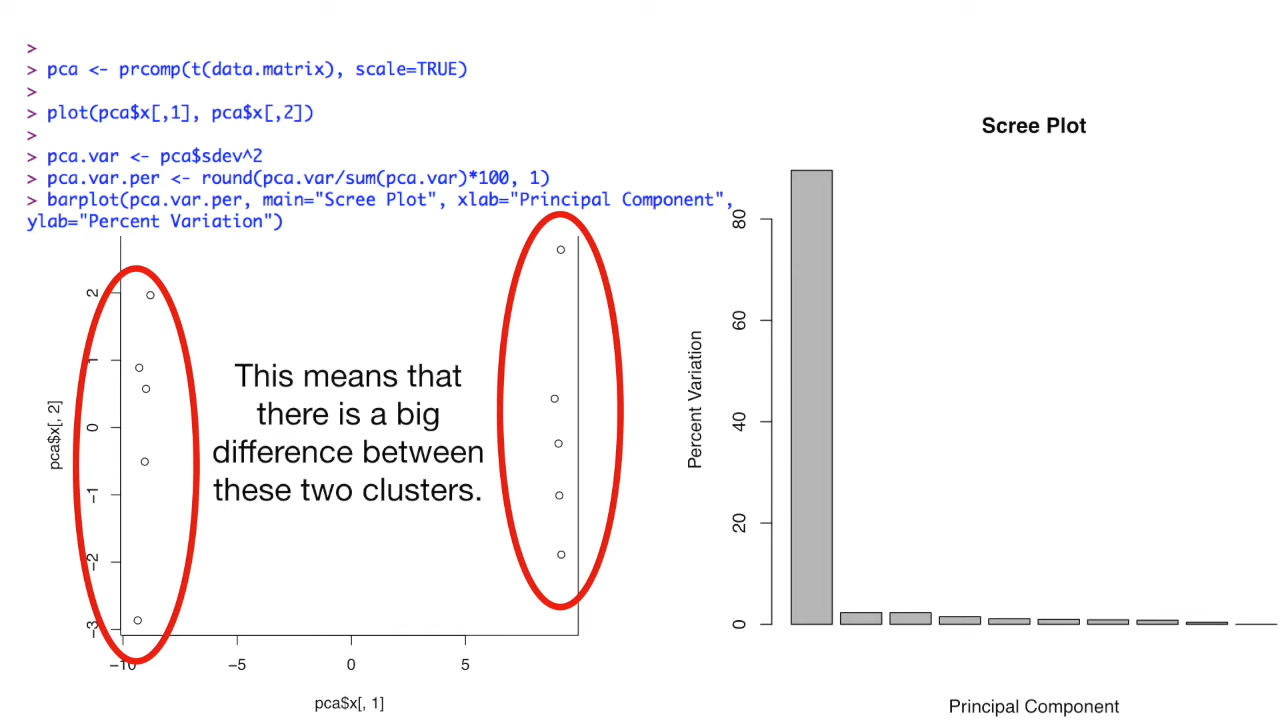 >
> pca <- prcomp(t(data.matrix), scale=TRUE)
>
> plot(pca$x[,1], pca$x[,2])
>
> pca.var <- pca$sdev^2
> pca.var.per <- round(pca.var/sum(pca.var)*100, 1)
> barplot(pca.var.per, main="Scree Plot", xlab="Principal Component",
ylab="Percent Variation")
2
1
0
−1
−2
−3
pca$x[, 2]
This means that
there is a big
difference between
these two clusters.
−10
−5
0
5
pca$x[, 1]
Scree Plot
80
60
40
20
0
Percent Variation
Principal Component